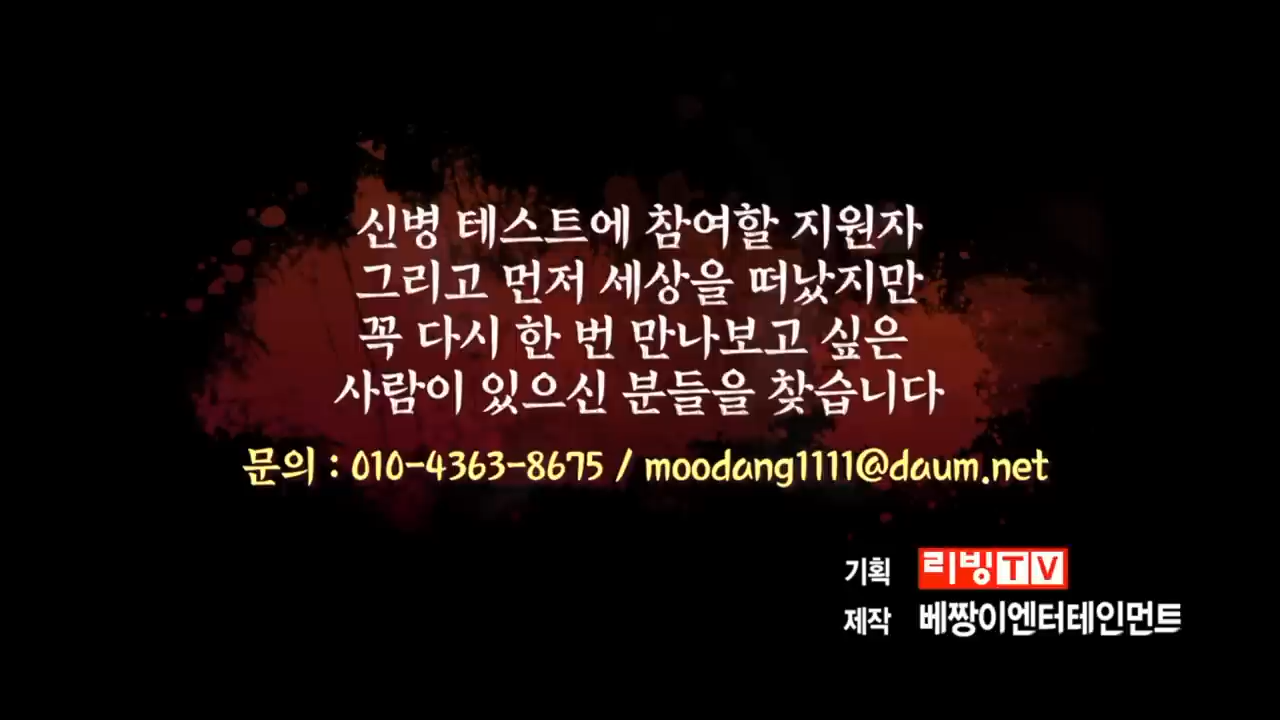 신병 테스트에 참여할 지원자
그리고 먼저 세상을 떠났지만
꼭 다시 한 번 만나보고 싶은
사람이 있으신 분들을 찾습니다
문의 : 010-4363-8675 / moodang1111@daum.net
기획 리빙TV
제작 베짱이엔터테인먼트